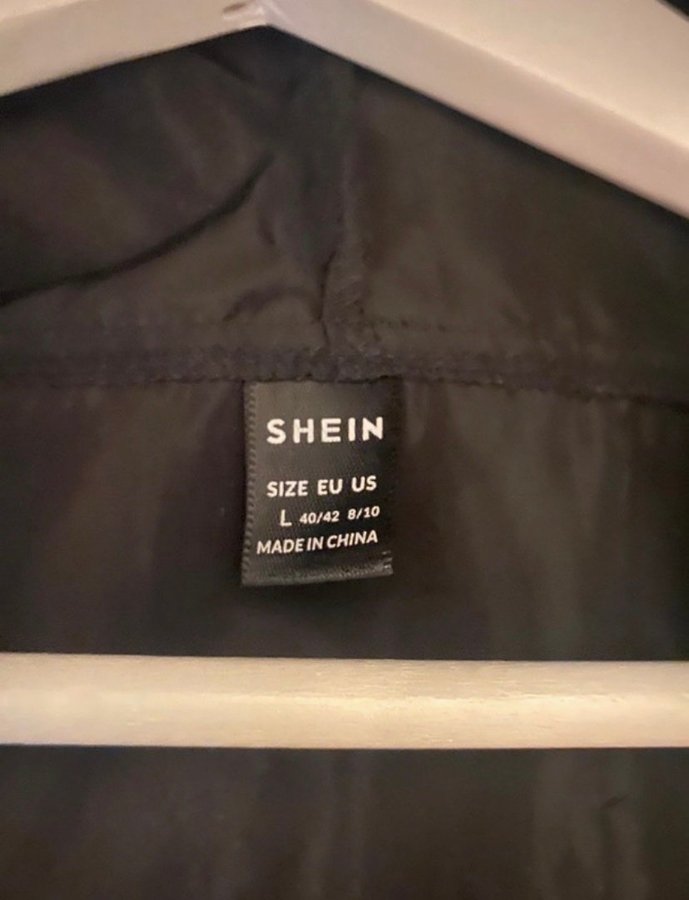 SHEIN
SIZE EU US
L 40/42 8/10
MADE IN CHINA